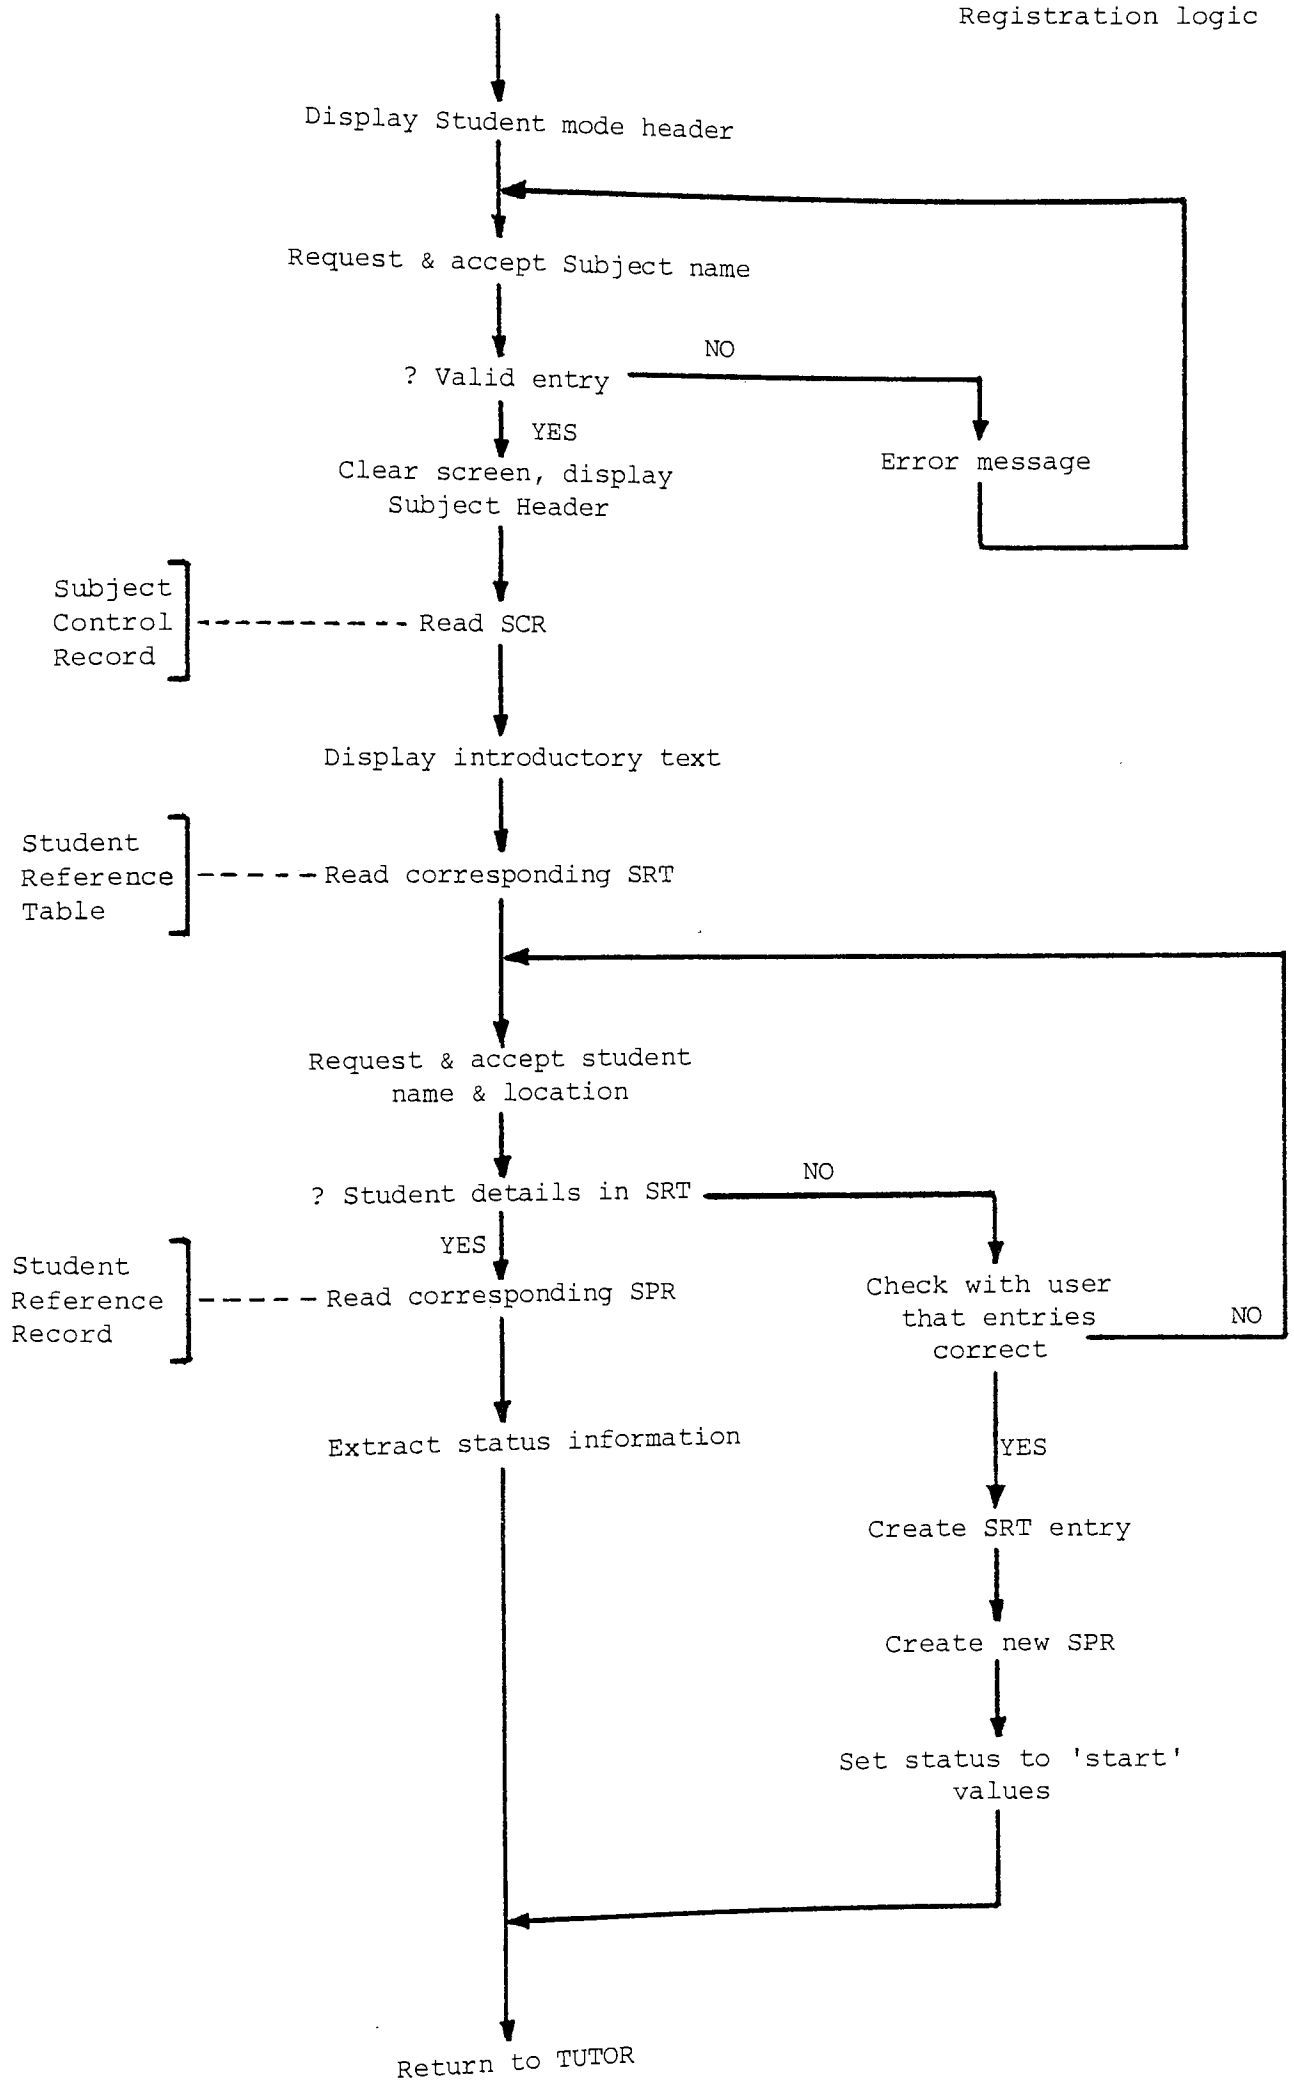 Registration logic
Display Student mode header
Request & accept Subject name
NO
? Valid entry
YES
Error message
Clear screen, display
Subject Header
Subject
Control
Record
Read SCR
Display introductory text
Student
Reference
Table
Read corresponding SRT
Request & accept student
name & location
NO
? Student details in SRT
YES
Student
Reference
Record
Read corresponding SPR
Check with user
that entries
correct
NO
Extract status information
YES
Create SRT entry
Create new SPR
Set status to 'start'
values
Return to TUTOR